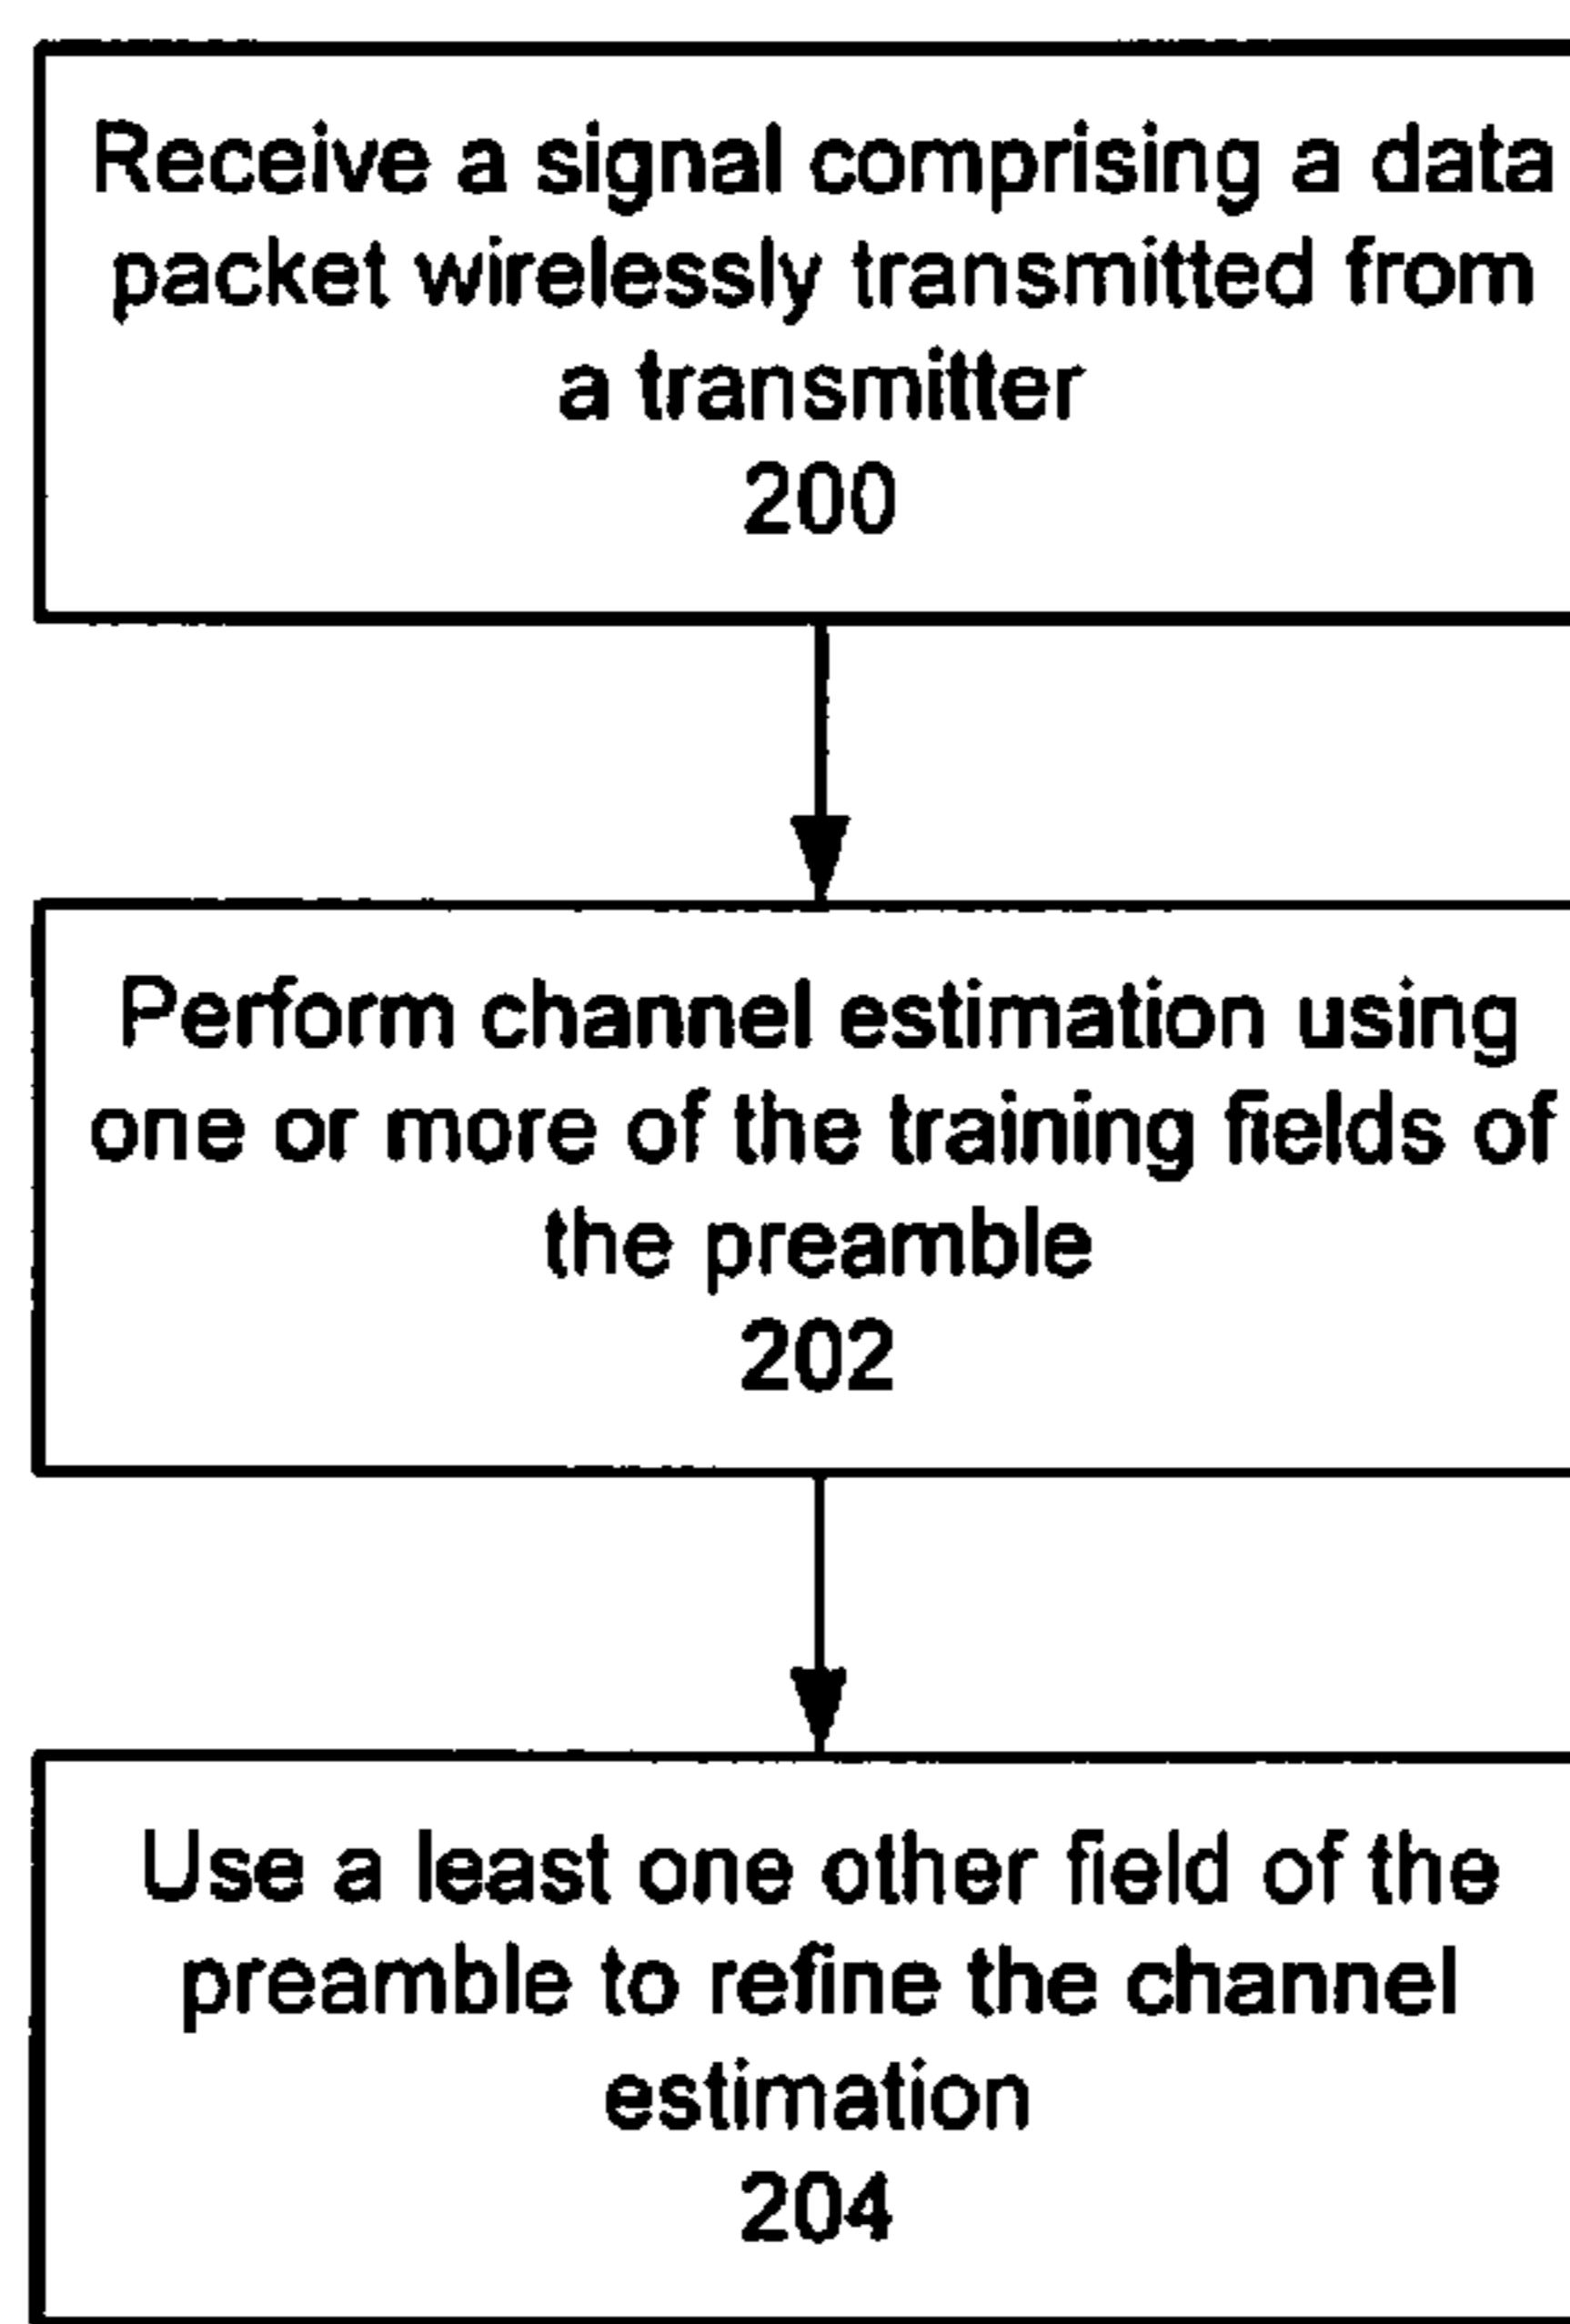 Receive a signal comprising a data
packet wirelessly transmitted from
a transmitter
200
Perform channel estimation using
one or more of the training fields of
the preamble
202
Use a least one other field of the
preamble to refine the channel
estimation
204